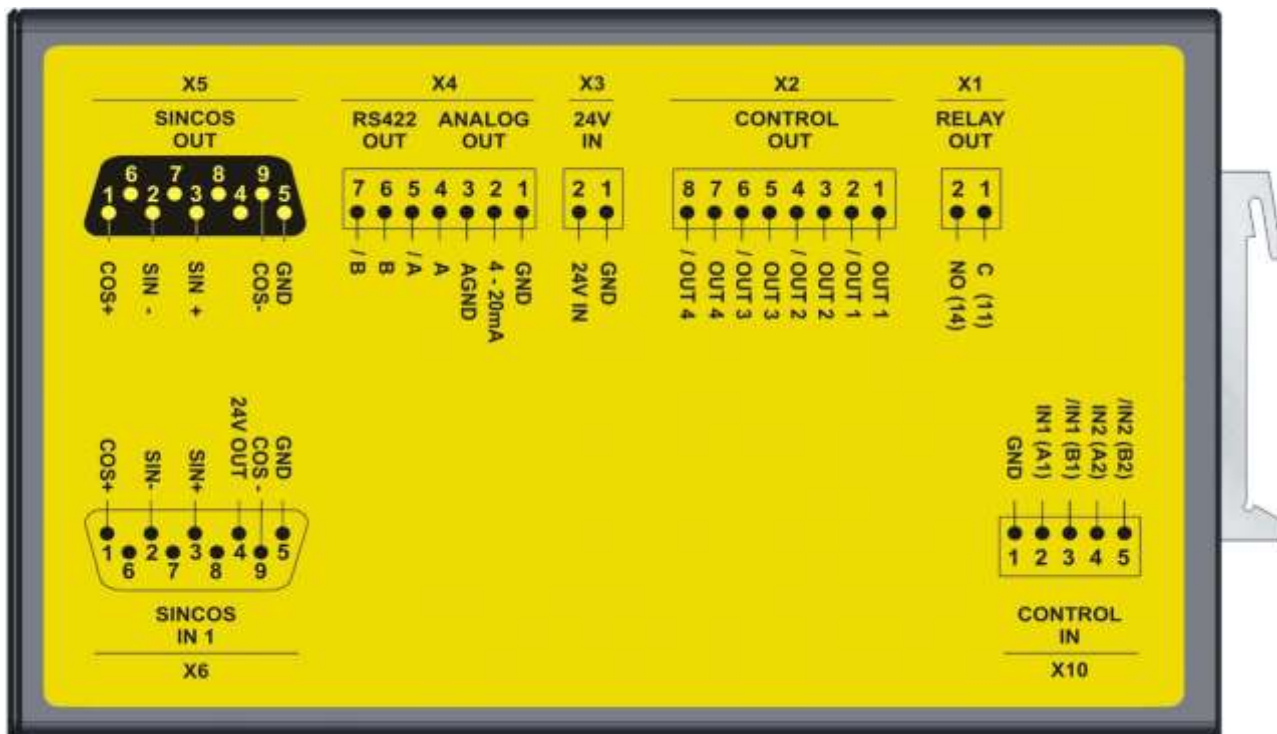 X5
SINCOS
OUT
6 7 8 9
1 2 3 4 5
COS+
SIN -
SIN +
COS-
GND
X4
RS422 ANALOG
OUT OUT
7 6 5 4 3 2 1
/ B
B
/ A
A
AGND
4 - 20mA
GND
X3
24V
IN
2 1
24V IN
GND
X2
CONTROL
OUT
8 7 6 5 4 3 2 1
/ OUT 4
OUT 4
/ OUT 3
OUT 3
/ OUT 2
OUT 2
/ OUT 1
OUT 1
X1
RELAY
OUT
2 1
NO (14)
C (11)
COS+
SIN-
SIN+
24V OUT
COS -
GND
1 2 3 4 5
6 7 8 9
SINCOS
IN 1
X6
GND
IN1 (A1)
/IN1 (B1)
IN2 (A2)
/IN2 (B2)
1 2 3 4 5
CONTROL
IN
X10